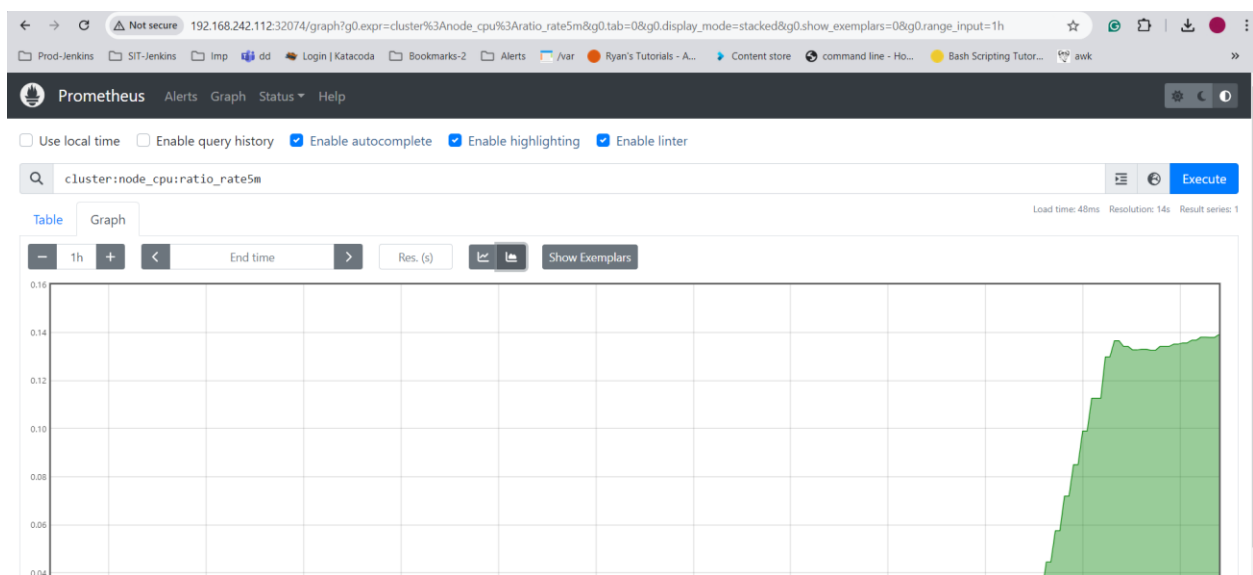 Not secure 192.168.242.112:32074/graph?g0.expr=cluster%3Anode_cpu%3Aratio_rate5m&g0.tab=0&g0.display_mode=stacked&g0.show_exemplars=0&g0.range_input=1h
Prod-Jenkins SIT-Jenkins Imp dd Login | Katacoda Bookmarks-2 Alerts /var Ryan's Tutorials - A... Content store command line - Ho... Bash Scripting Tutor... awk »
Prometheus Alerts Graph Status Help
Use local time Enable query history Enable autocomplete Enable highlighting Enable linter
cluster:node_cpu:ratio_rate5m Execute
Table Graph Load time: 48ms Resolution: 14s Result series: 1
− 1h + < End time > Res. (s) Show Exemplars
0.16
0.14
0.12
0.10
0.08
0.06
0.04